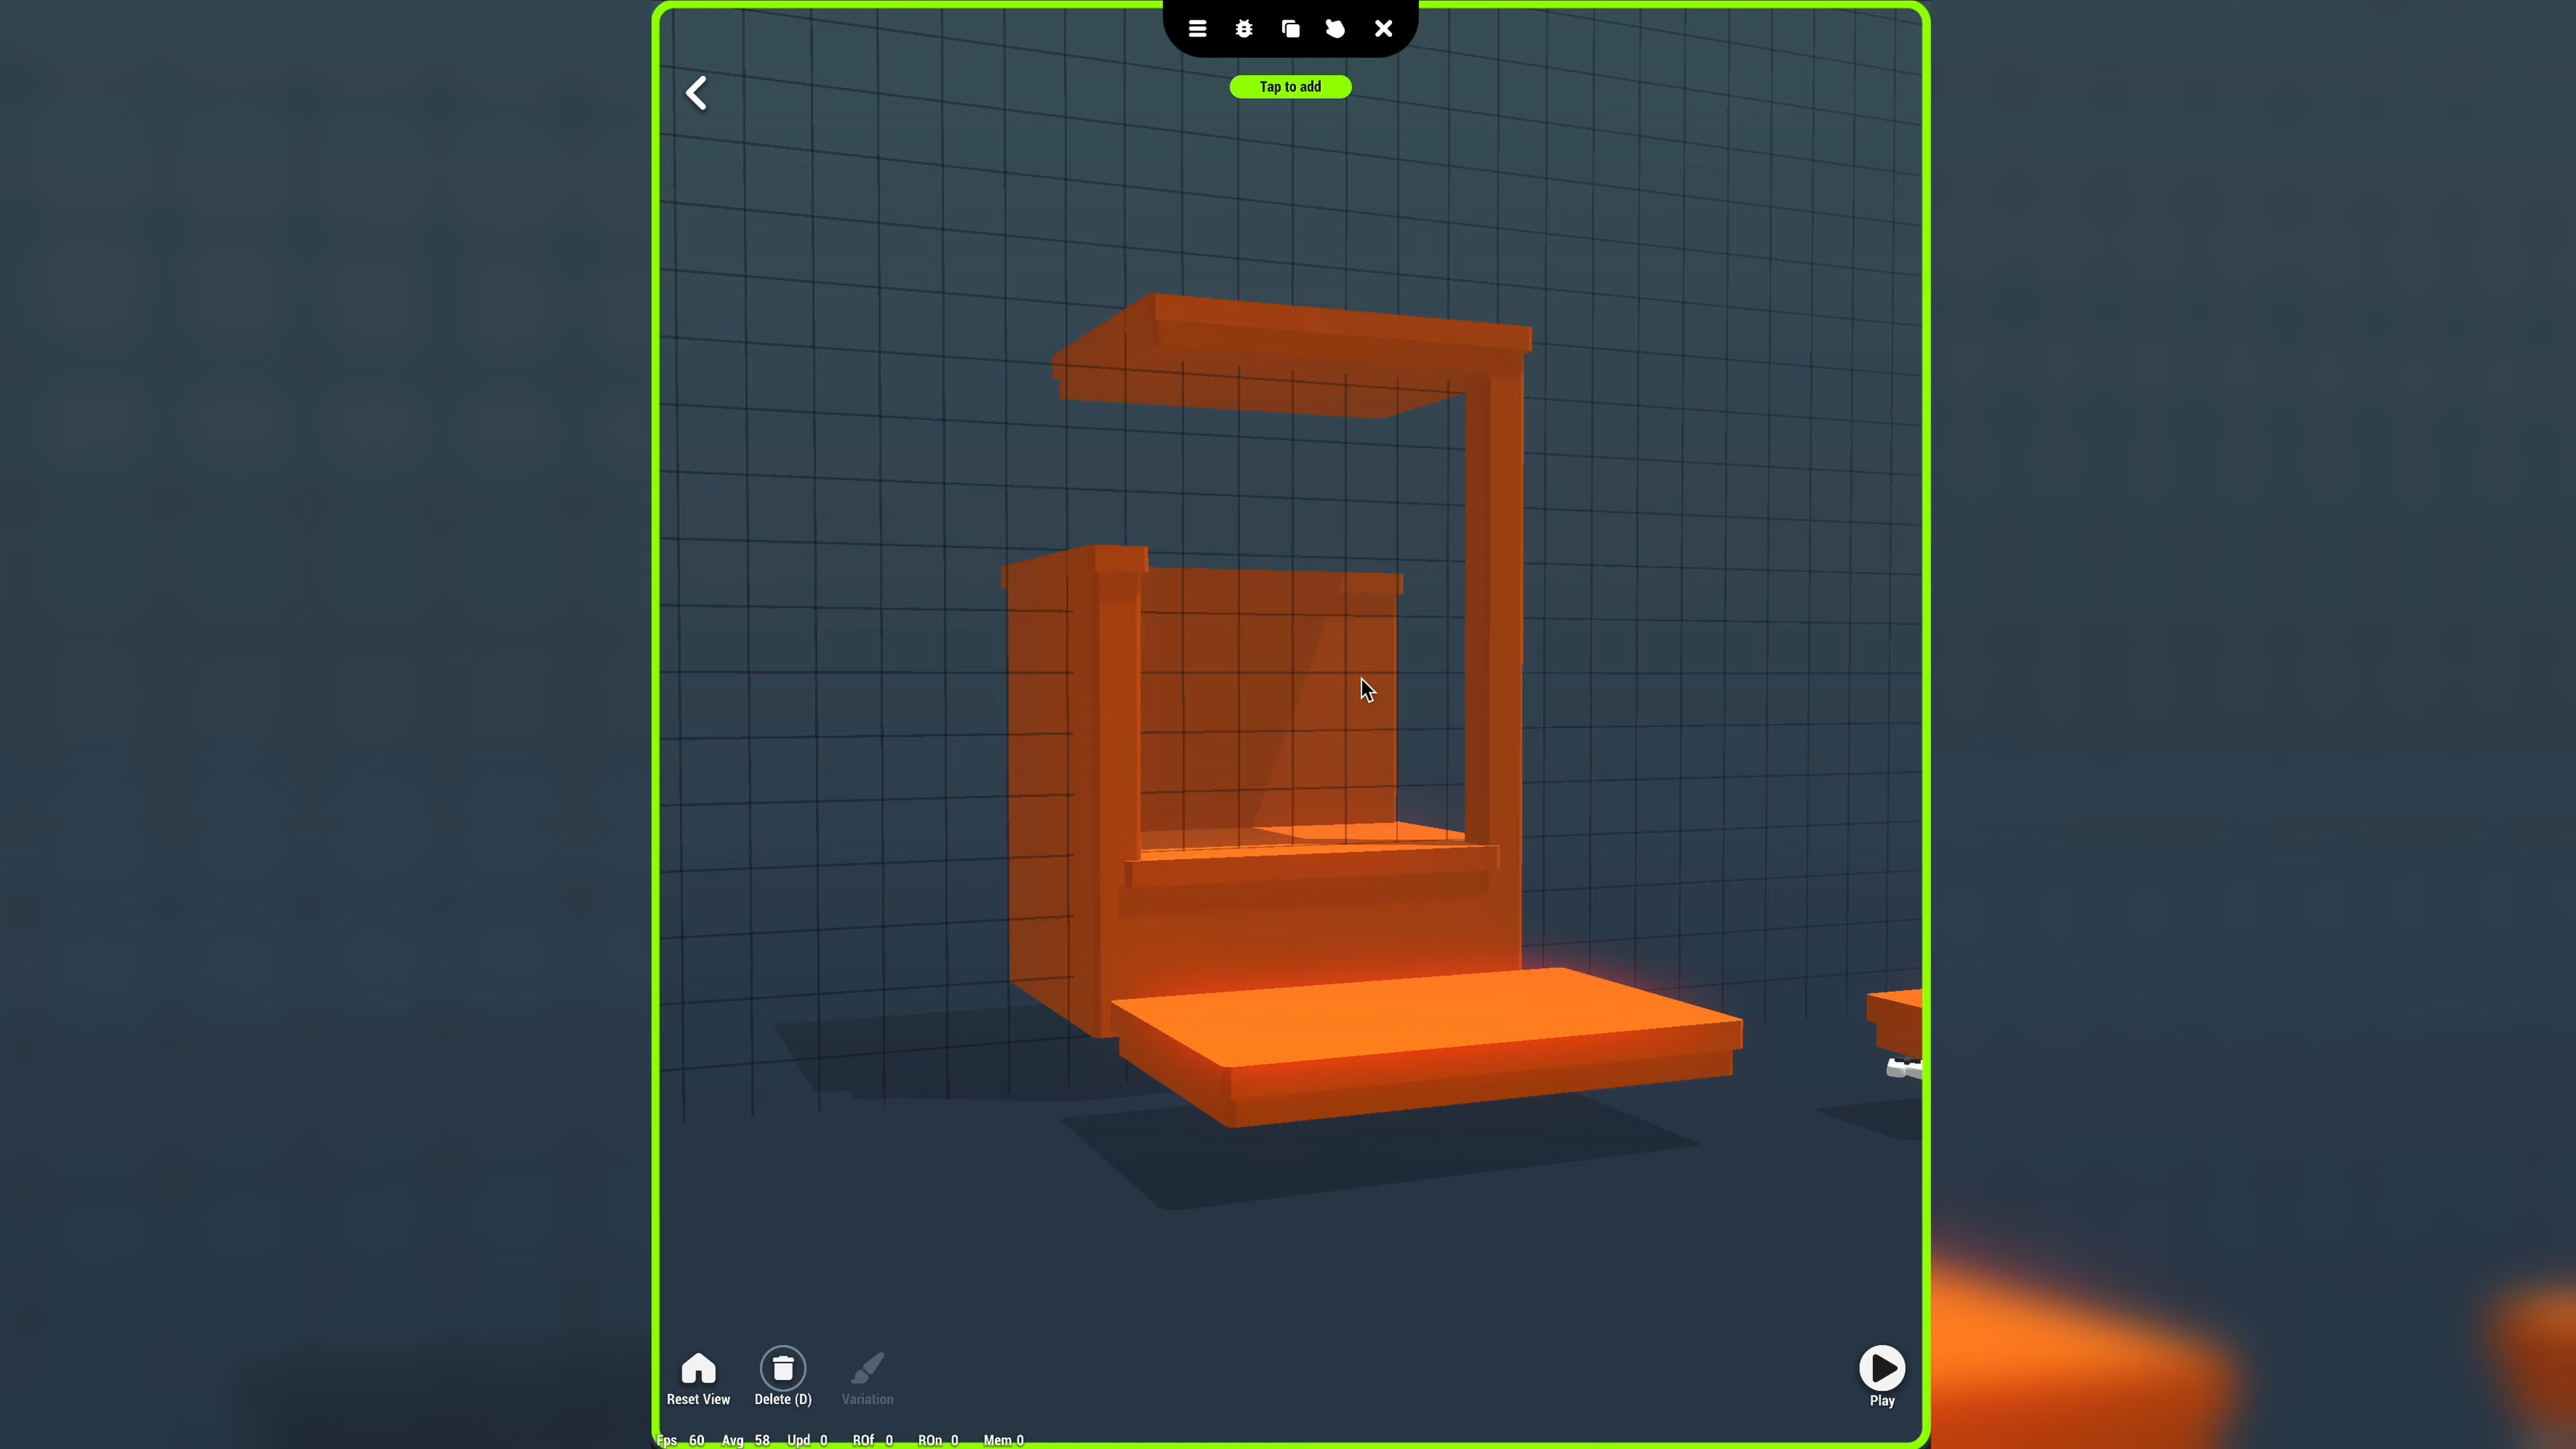 Tap to add
Reset View
Delete (D)
Variation
Play
Fps 60 Avg 58 Upd 0 ROf 0 ROn 0 Mem 0